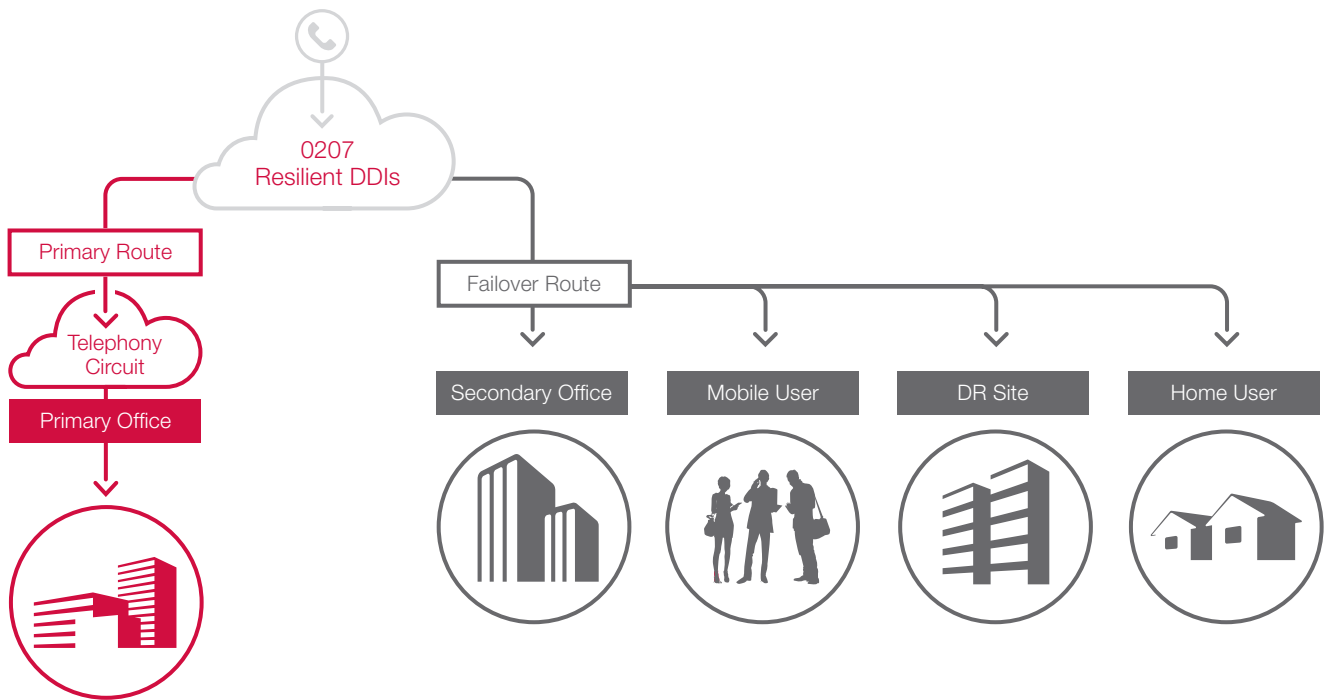 0207
Resilient DDIs
Primary Route
Telephony
Circuit
Primary Office
Failover Route
Secondary Office
Mobile User
DR Site
Home User